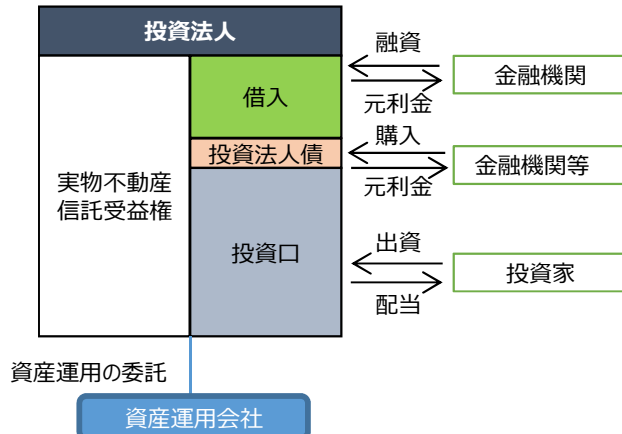 投資法人
実物不動産
信託受益権
借入
投資法人債
投資口
融資
元利金
購入
元利金
出資
配当
金融機関
金融機関等
投資家
資産運用の委託
資産運用会社